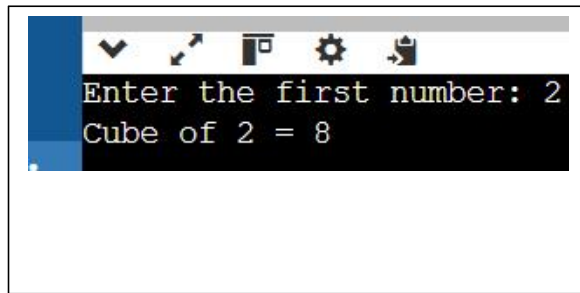 Enter the first number: 2
Cube of 2 = 8